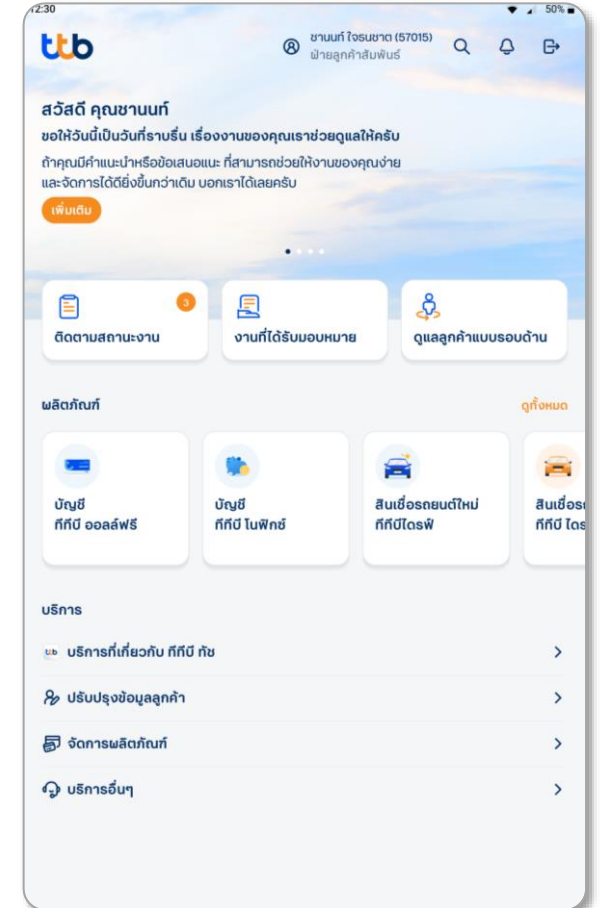 12:30
50%
ttb
ชานนท์ ใจธนชาต (57015)
ฝ่ายลูกค้าสัมพันธ์
สวัสดี คุณชานนท์
ขอให้วันนี้เป็นวันที่ราบรื่น เรื่องงานของคุณเราช่วยดูแลให้ครับ
ถ้าคุณมีคำแนะนำหรือข้อเสนอแนะ ที่สามารถช่วยให้งานของคุณง่าย
และจัดการได้ดียิ่งขึ้นกว่าเดิม บอกเราได้เลยครับ
เพิ่มเติม
3
ติดตามสถานะงาน
งานที่ได้รับมอบหมาย
ดูแลลูกค้าแบบรอบด้าน
ผลิตภัณฑ์
ดูทั้งหมด
บัญชี
ทีทีบี ออลล์ฟรี
บัญชี
ทีทีบี โนฟิกซ์
สินเชื่อรถยนต์ใหม่
ทีทีบีไดรฟ์
สินเชื่อร
ทีทีบี ไดร
บริการ
ttb บริการที่เกี่ยวกับ ทีทีบี ทัช
ปรับปรุงข้อมูลลูกค้า
จัดการผลิตภัณฑ์
บริการอื่นๆ